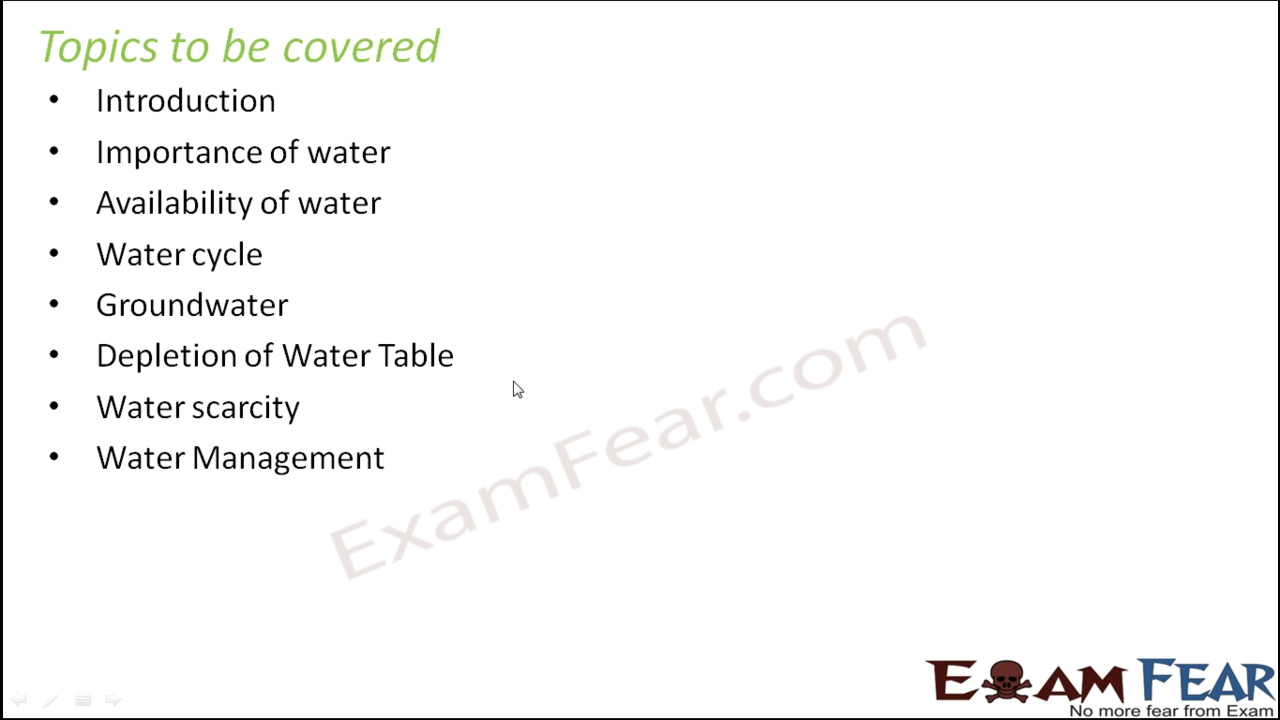 Topics to be covered
• Introduction
• Importance of water
• Availability of water
• Water cycle
• Groundwater
• Depletion of Water Table
• Water scarcity
• Water Management
ExamFear.com
EXAM FEAR
No more fear from Exam